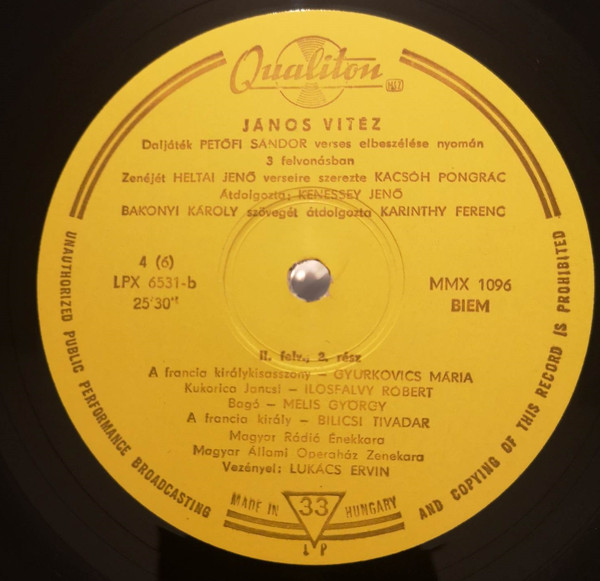 Qualiton
JÁNOS VITÉZ
Daljáték PETŐFI SÁNDOR verses elbeszélése nyomán
3 felvonásban
Zenéjét HELTAI JENŐ verseire szerezte KACSÓH PONGRÁC
Átdolgozta: KENESSEY JENŐ
BAKONYI KÁROLY szövegét átdolgozta KARINTHY FERENC
4 (6)
LPX 6531-b
25'30"
MMX 1096
BIEM
II. felv., 2. rész
A francia királykisasszony – GYURKOVICS MÁRIA
Kukorica Jancsi – ILOSFALVY RÓBERT
Bagó – MELIS GYÖRGY
A francia király – BILICSI TIVADAR
Magyar Rádió Énekkara
Magyar Állami Operaház Zenekara
Vezényel: LUKÁCS ERVIN
UNAUTHORIZED PUBLIC PERFORMANCE BROADCASTING
AND COPYING OF THIS RECORD IS PROHIBITED
MADE IN 33 HUNGARY
LP